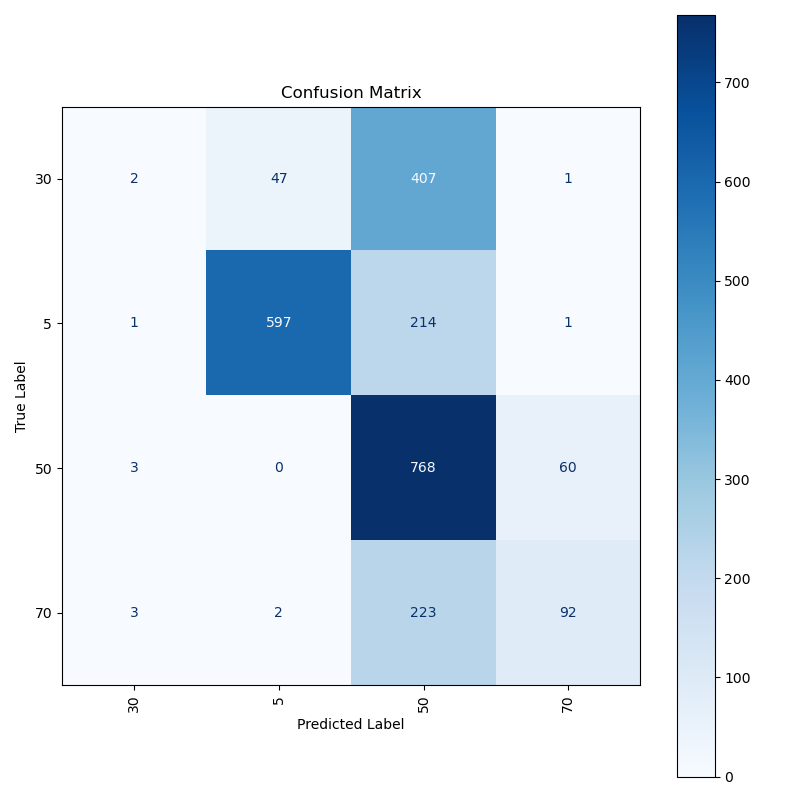 Confusion Matrix
True Label
30 2 47 407 1
5 1 597 214 1
50 3 0 768 60
70 3 2 223 92
30 5 50 70
Predicted Label
700
600
500
400
300
200
100
0